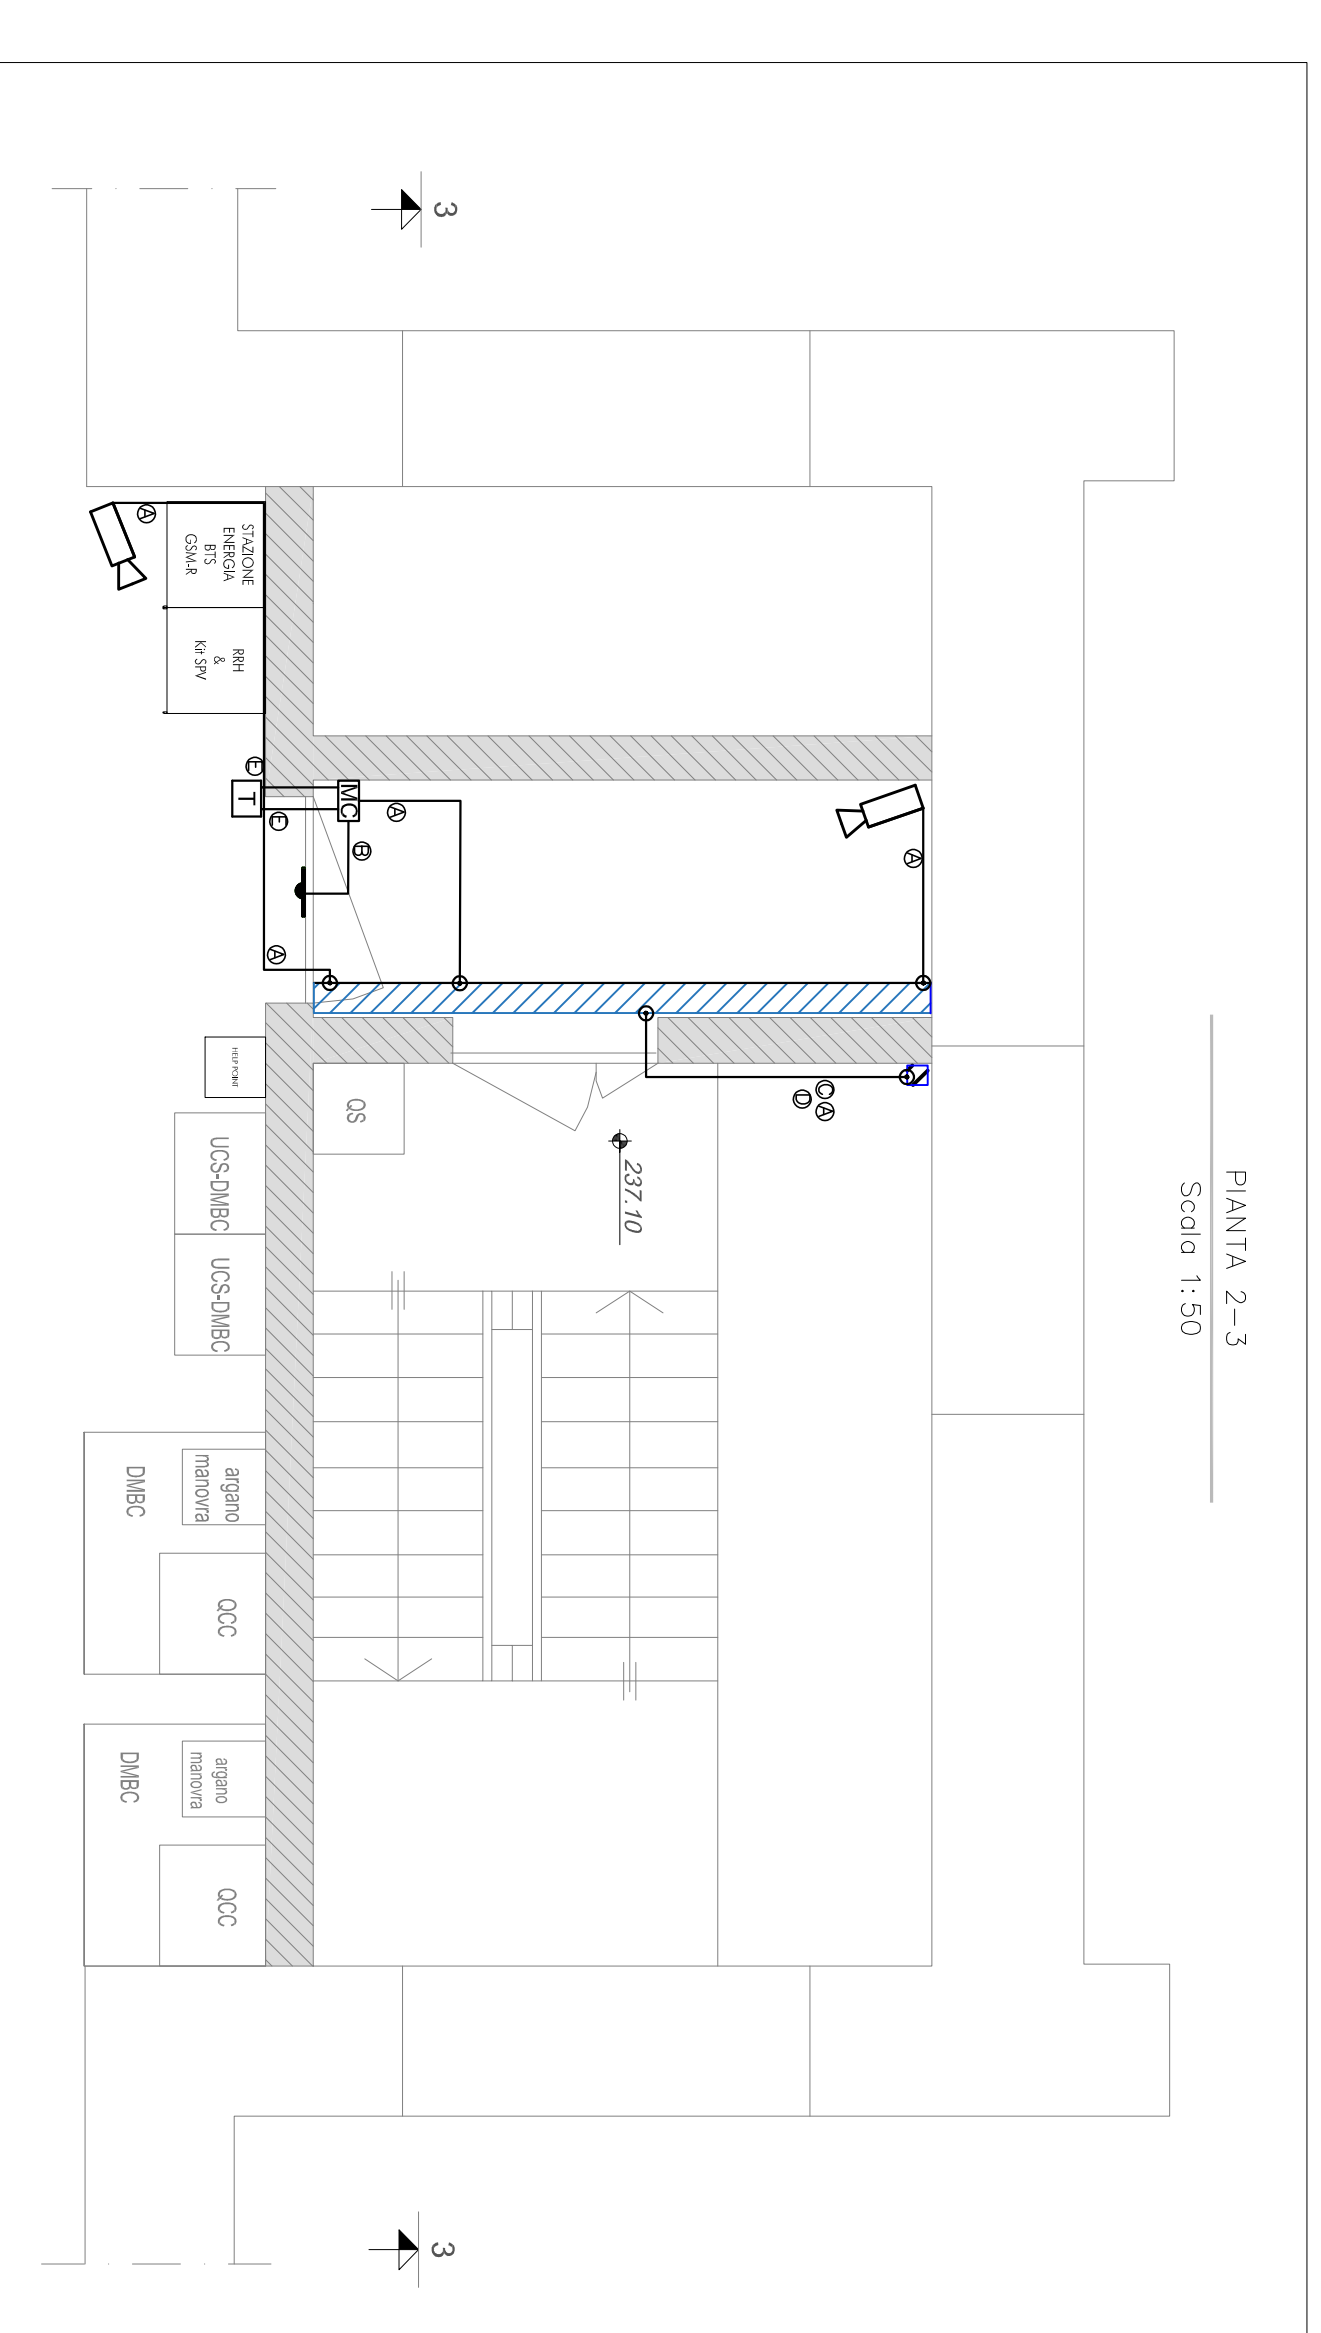 PIANTA 2-3
Scala 1:50
3
3
STAZIONE
ENERGIA
BTS
GSM-R
RRH
&
Kit SPV
A
E
T
E
MC
A
B
A
A
C A
D
HELP POINT
QS
237.10
UCS-DMBC
UCS-DMBC
argano
manovra
DMBC
QCC
argano
manovra
DMBC
QCC